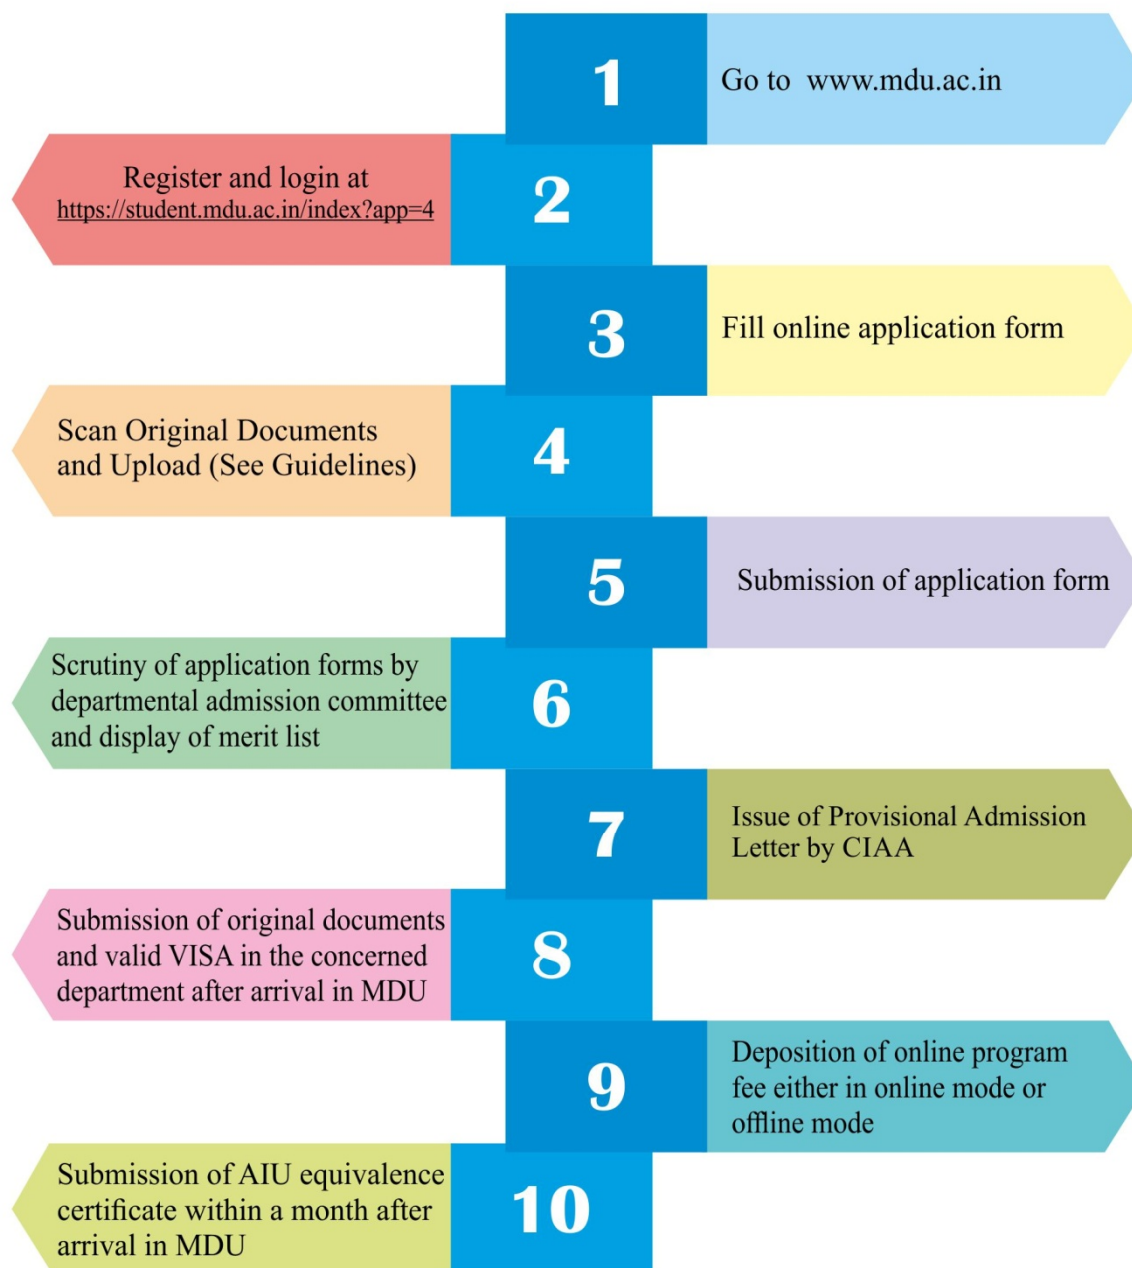 1
Go to www.mdu.ac.in
2
Register and login at
https://student.mdu.ac.in/index?app=4
3
Fill online application form
4
Scan Original Documents
and Upload (See Guidelines)
5
Submission of application form
6
Scrutiny of application forms by
departmental admission committee
and display of merit list
7
Issue of Provisional Admission
Letter by CIAA
8
Submission of original documents
and valid VISA in the concerned
department after arrival in MDU
9
Deposition of online program
fee either in online mode or
offline mode
10
Submission of AIU equivalence
certificate within a month after
arrival in MDU